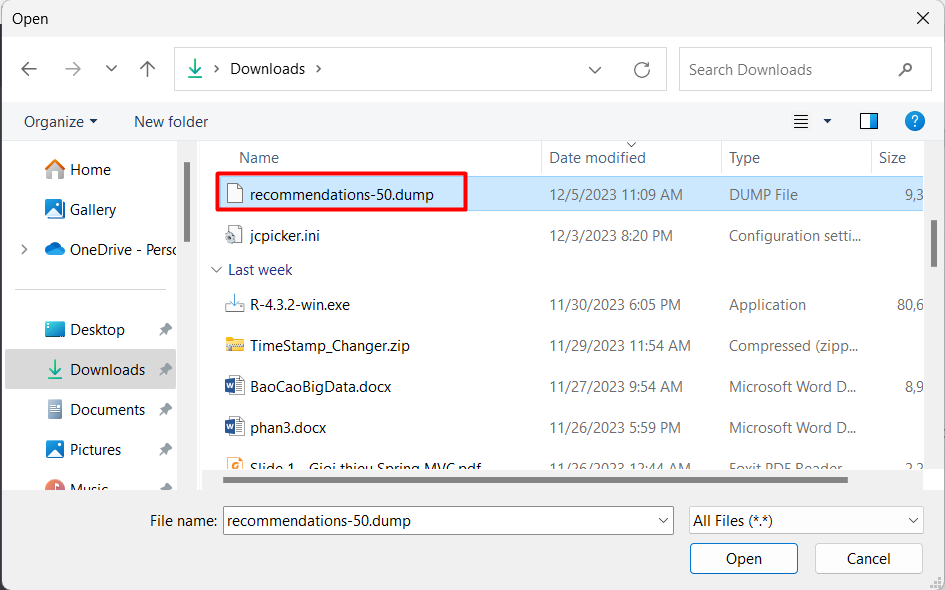 Open
Downloads
Search Downloads
Organize New folder
?
Name Date modified Type Size
Home
Gallery
OneDrive - Perso
Desktop
Downloads
Documents
Pictures
Music
recommendations-50.dump 12/5/2023 11:09 AM DUMP File 9,3
jcpicker.ini 12/3/2023 8:20 PM Configuration setti...
Last week
R-4.3.2-win.exe 11/30/2023 6:05 PM Application 80,6
TimeStamp_Changer.zip 11/29/2023 11:54 AM Compressed (zipp...
BaoCaoBigData.docx 11/27/2023 9:54 AM Microsoft Word D... 8,9
phan3.docx 11/26/2023 5:59 PM Microsoft Word D...
Slide 1 - Gioi thieu Spring MVC.pdf 11/26/2023 12:44 AM Foxit PDF Reader 2,2
File name: recommendations-50.dump All Files (*.*)
Open Cancel